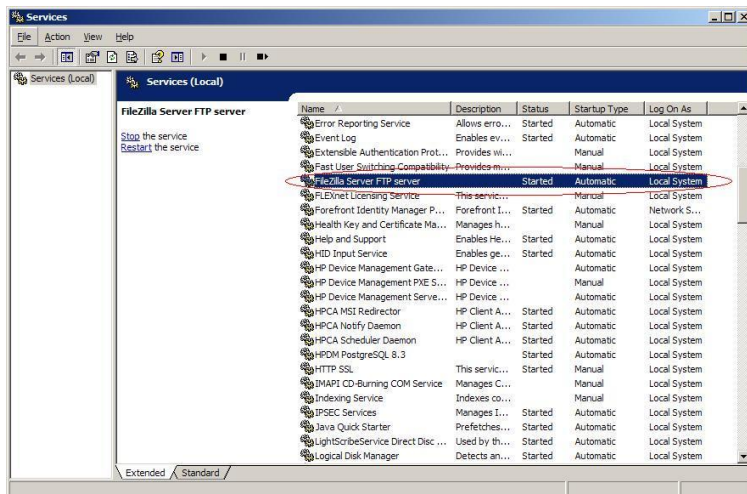 Services
File Action View Help
Services (Local)
Services (Local)
FileZilla Server FTP server
Stop the service
Restart the service
Name Description Status Startup Type Log On As
Error Reporting Service Allows erro... Started Automatic Local System
Event Log Enables ev... Started Automatic Local System
Extensible Authentication Prot... Provides wi... Manual Local System
Fast User Switching Compatibility Provides m... Manual Local System
FileZilla Server FTP server Started Automatic Local System
FLEXnet Licensing Service This servic... Manual Local System
Forefront Identity Manager P... Forefront I... Started Automatic Network S...
Health Key and Certificate Ma... Manages h... Manual Local System
Help and Support Enables He... Started Automatic Local System
HID Input Service Enables ge... Started Automatic Local System
HP Device Management Gate... HP Device ... Automatic Local System
HP Device Management PXE S... HP Device ... Manual Local System
HP Device Management Serve... HP Device ... Automatic Local System
HPCA MSI Redirector HP Client A... Started Automatic Local System
HPCA Notify Daemon HP Client A... Started Automatic Local System
HPCA Scheduler Daemon HP Client A... Started Automatic Local System
HPDM PostgreSQL 8.3 Started Automatic Local System
HTTP SSL This servic... Started Manual Local System
IMAPI CD-Burning COM Service Manages C... Manual Local System
Indexing Service Indexes co... Manual Local System
IPSEC Services Manages I... Started Automatic Local System
Java Quick Starter Prefetches... Started Automatic Local System
LightScribeService Direct Disc ... Used by th... Started Automatic Local System
Logical Disk Manager Detects an... Started Automatic Local System
Extended Standard